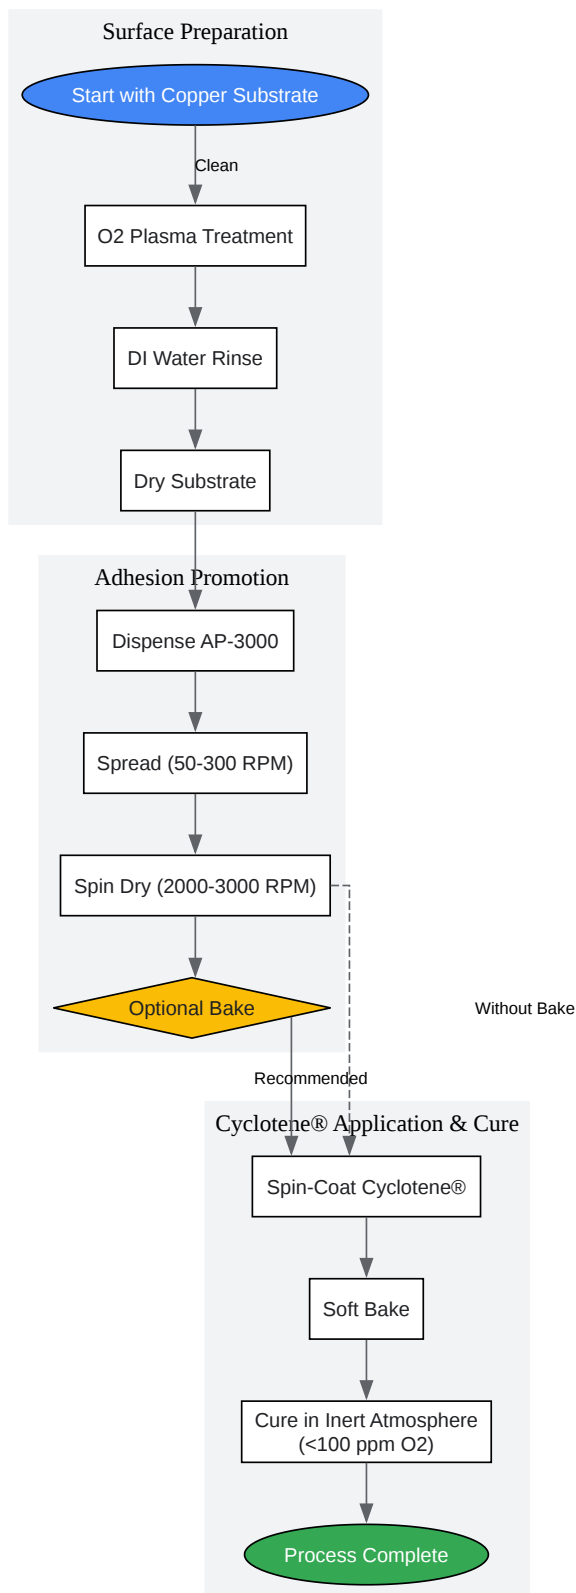 Surface Preparation
Start with Copper Substrate
Clean
O2 Plasma Treatment
DI Water Rinse
Dry Substrate
Adhesion Promotion
Dispense AP-3000
Spread (50-300 RPM)
Spin Dry (2000-3000 RPM)
Optional Bake
Without Bake
Recommended
Cyclotene® Application & Cure
Spin-Coat Cyclotene®
Soft Bake
Cure in Inert Atmosphere
(<100 ppm O2)
Process Complete